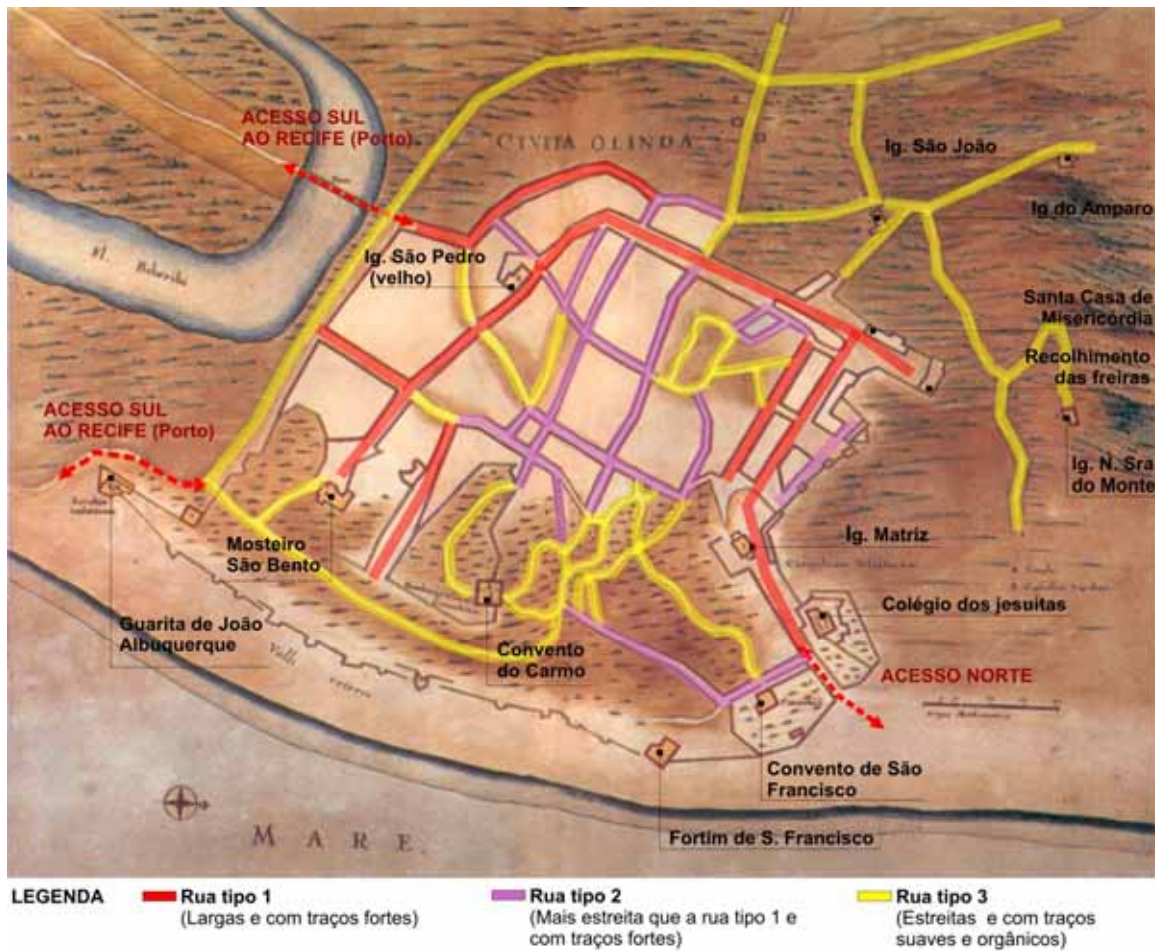 ACESSO SUL
AO RECIFE (Porto)
CIVITA OLINDA
Ig. São João
Ig do Amparo
Ig. São Pedro
(velho)
Santa Casa de
Misericórdia
Recolhimento
das freiras
ACESSO SUL
AO RECIFE (Porto)
Ig. N. Sra
do Monte
Mosteiro
São Bento
Ig. Matriz
Guarita de João
Albuquerque
Convento
do Carmo
Colégio dos jesuitas
ACESSO NORTE
Convento de São
Francisco
Fortim de S. Francisco
MARE.
LEGENDA
Rua tipo 1
(Largas e com traços fortes)
Rua tipo 2
(Mais estreita que a rua tipo 1 e
com traços fortes)
Rua tipo 3
(Estreitas e com traços
suaves e orgânicos)